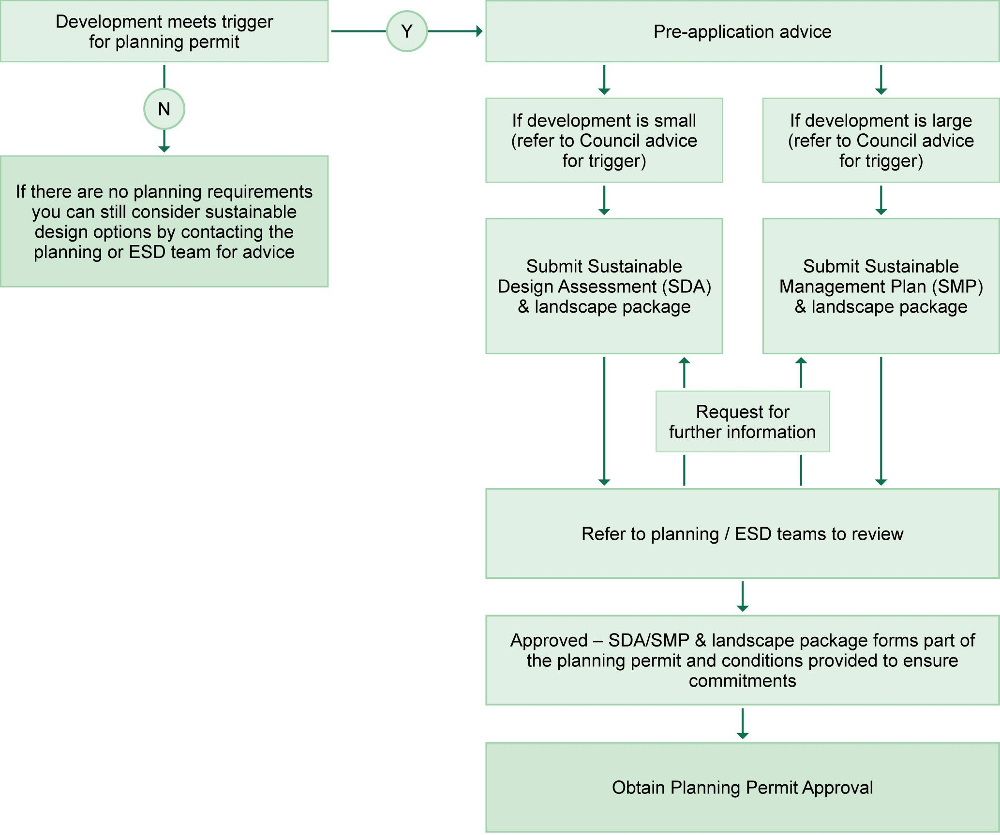 Development meets trigger
for planning permit
Y
Pre-application advice
N
If there are no planning requirements
you can still consider sustainable
design options by contacting the
planning or ESD team for advice
If development is small
(refer to Council advice
for trigger)
If development is large
(refer to Council advice
for trigger)
Submit Sustainable
Design Assessment (SDA)
& landscape package
Submit Sustainable
Management Plan (SMP)
& landscape package
Request for
further information
Refer to planning / ESD teams to review
Approved – SDA/SMP & landscape package forms part of
the planning permit and conditions provided to ensure
commitments
Obtain Planning Permit Approval